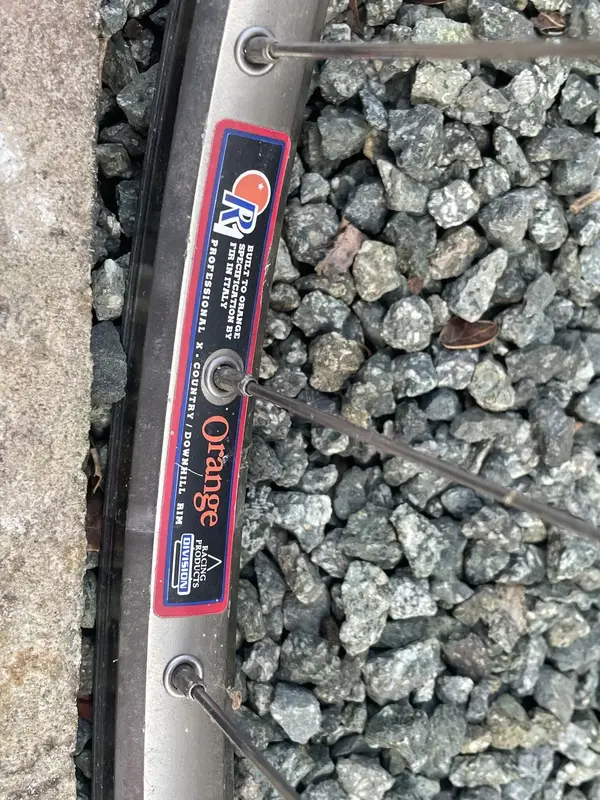 R
BUILT TO ORANGE
SPECIFICATION BY
FIR IN ITALY
PROFESSIONAL X • COUNTRY / DOWNHILL RIM
Orange
RACING
PRODUCTS
DIVISION